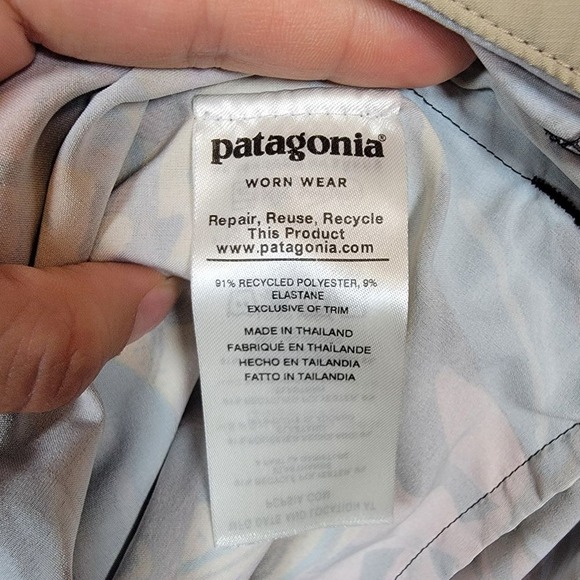 patagonia®
WORN WEAR
Repair, Reuse, Recycle
This Product
www.patagonia.com
91% RECYCLED POLYESTER, 9%
ELASTANE
EXCLUSIVE OF TRIM
MADE IN THAILAND
FABRIQUÉ EN THAÏLANDE
HECHO EN TAILANDIA
FATTO IN TAILANDIA